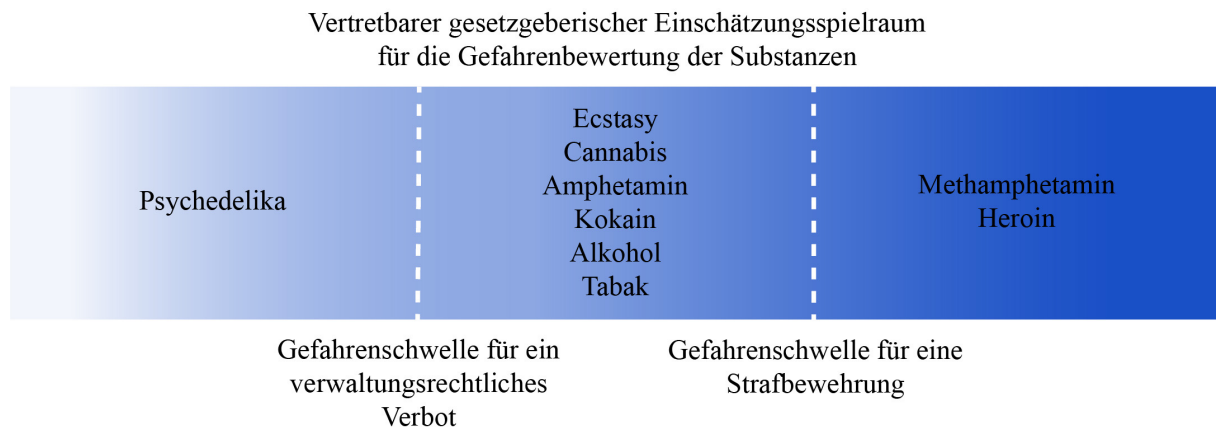 Vertretbarer gesetzgeberischer Einschätzungsspielraum
für die Gefahrenbewertung der Substanzen
Psychedelika
Ecstasy
Cannabis
Amphetamin
Kokain
Alkohol
Tabak
Methamphetamin
Heroin
Gefahrenschwelle für ein
verwaltungsrechtliches
Verbot
Gefahrenschwelle für eine
Strafbewehrung